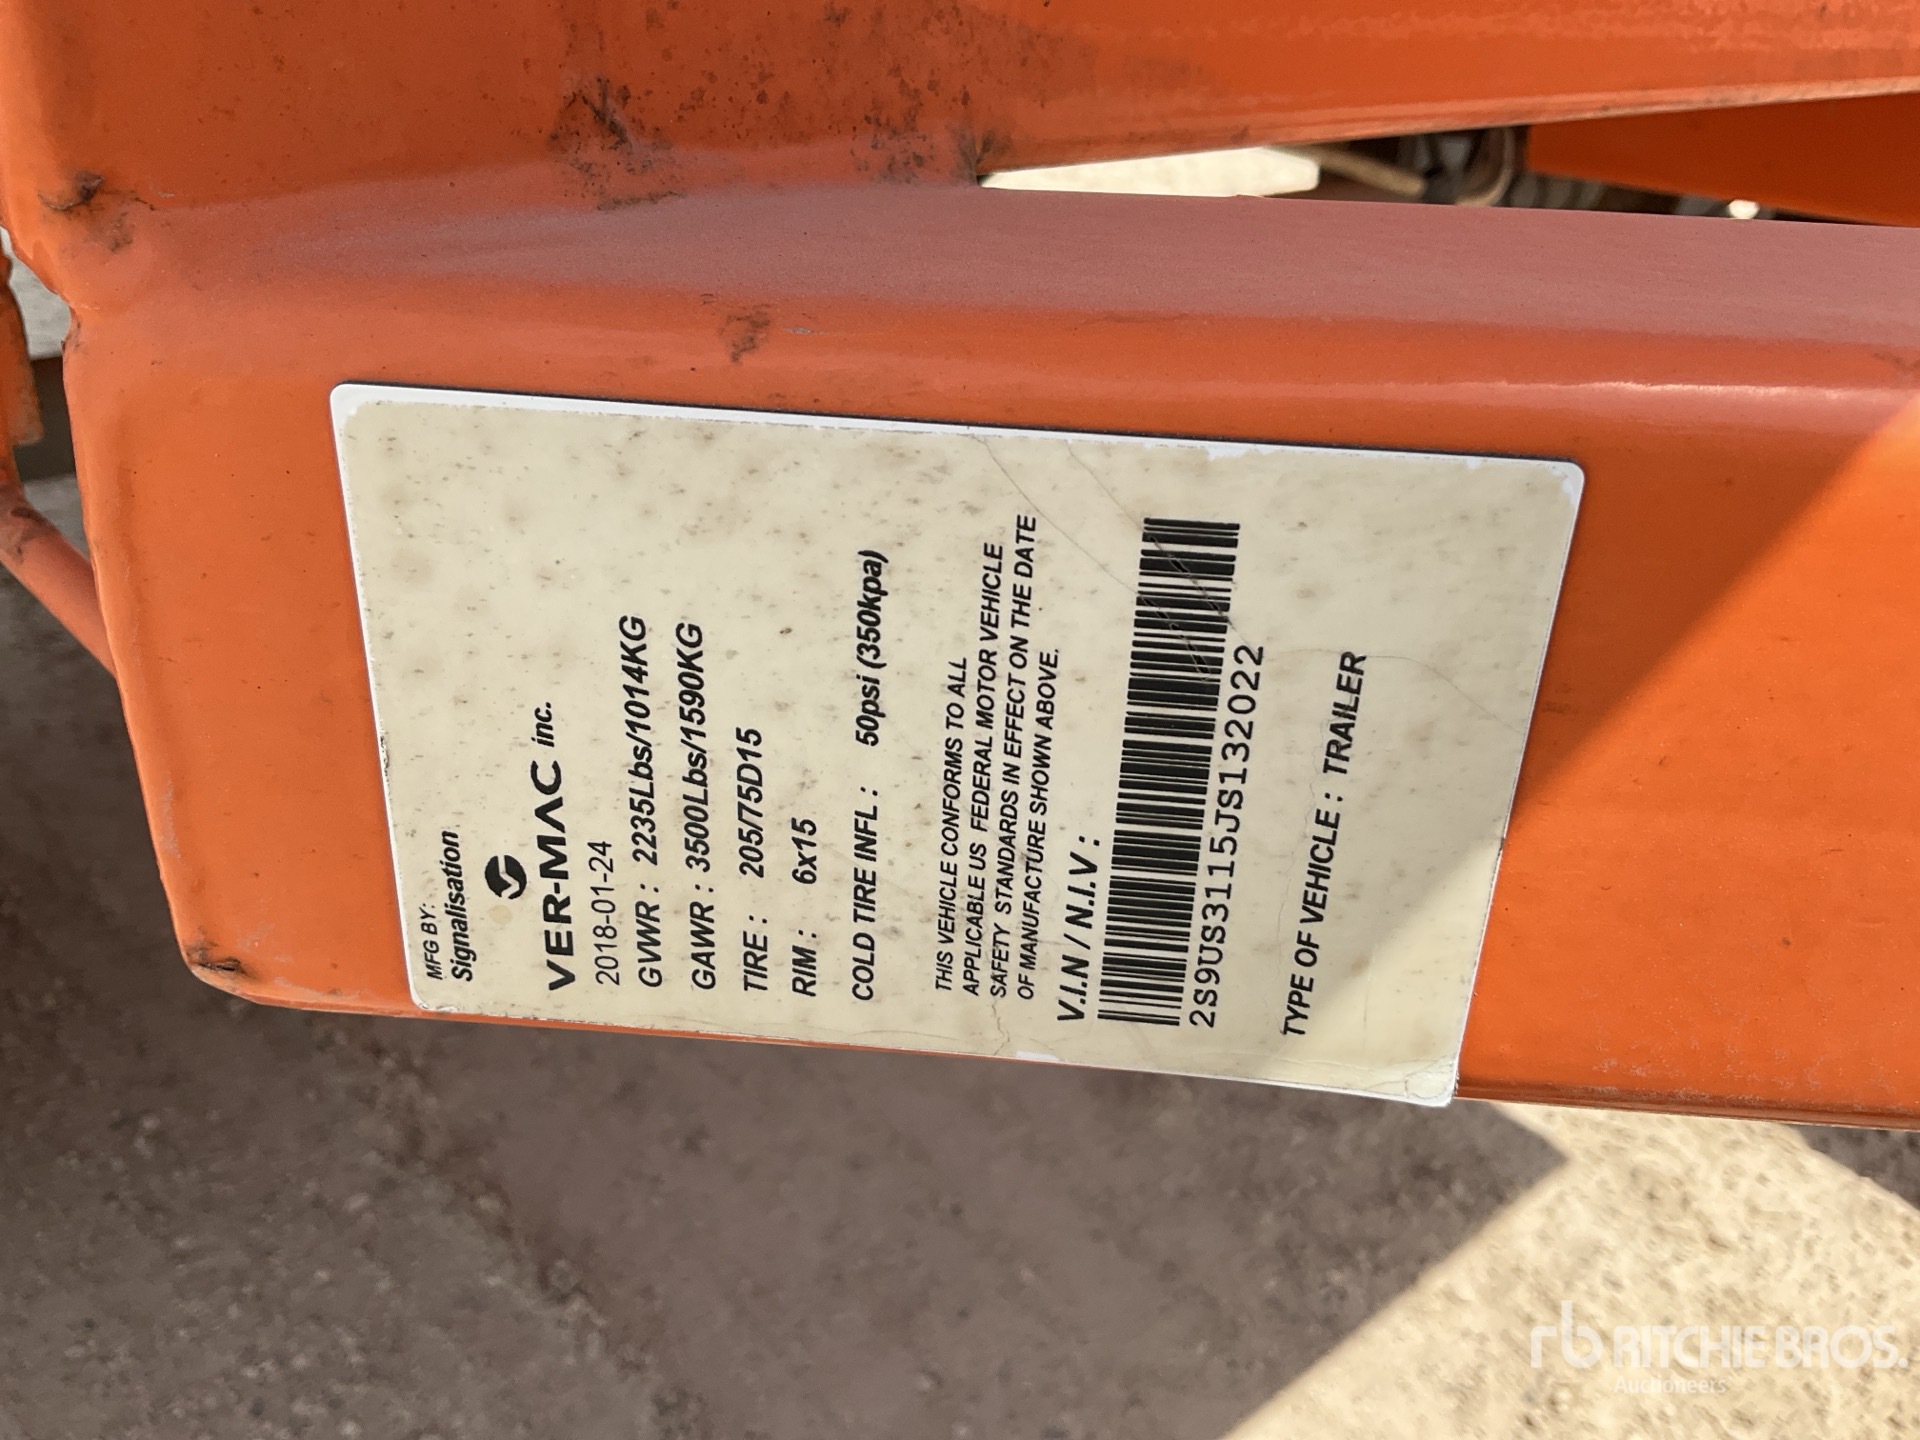 MFG BY:
Signalisation
VER-MAC inc.
2018-01-24
GVWR : 2235Lbs/1014KG
GAWR : 3500Lbs/1590KG
TIRE : 205/75D15
RIM : 6x15
COLD TIRE INFL : 50psi (350kpa)
THIS VEHICLE CONFORMS TO ALL
APPLICABLE US FEDERAL MOTOR VEHICLE
SAFETY STANDARDS IN EFFECT ON THE DATE
OF MANUFACTURE SHOWN ABOVE.
V.I.N / N.I.V :
2S9US3115JS132022
TYPE OF VEHICLE : TRAILER
rb RITCHIE BROS.
Auctioneers